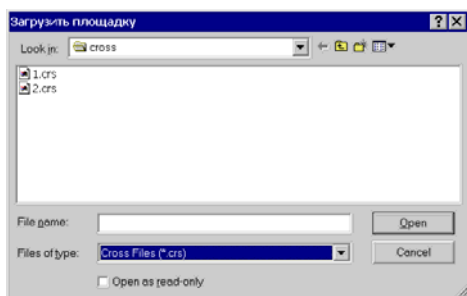 Загрузить площадку
Look in: cross
1.crs
2.crs
File name: Open
Files of type: Cross Files (*.crs) Cancel
Open as read-only